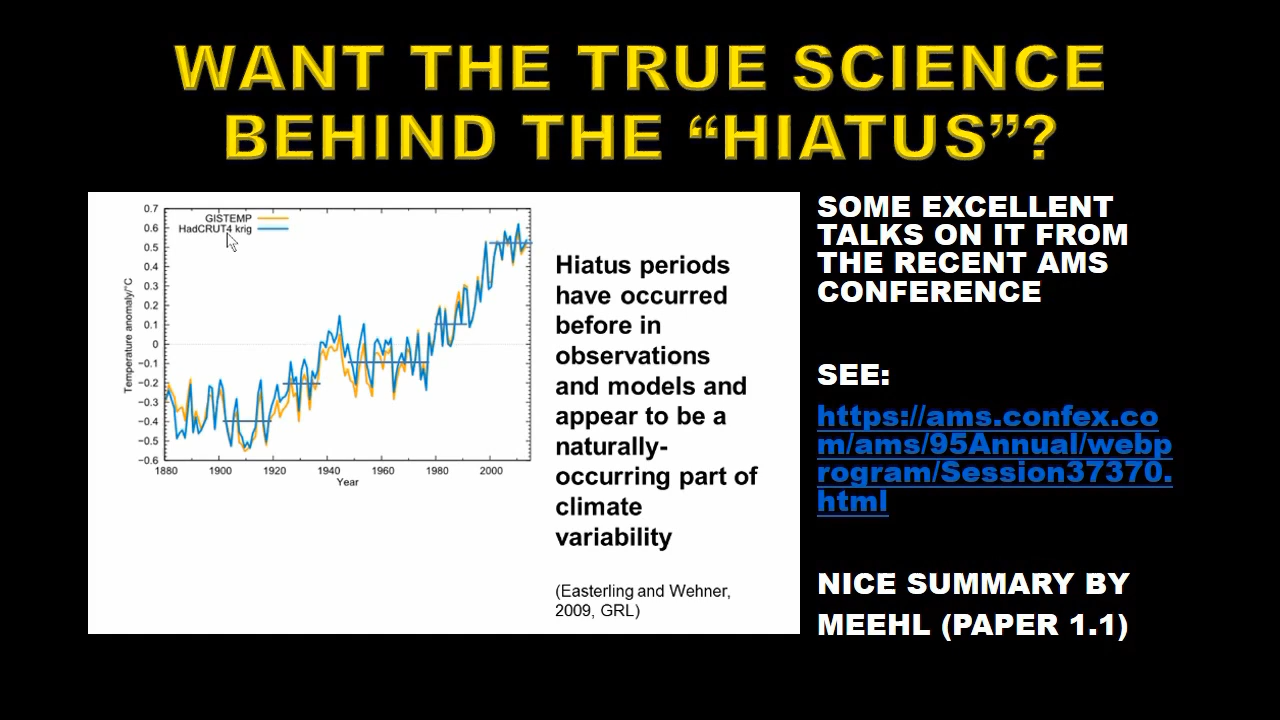 WANT THE TRUE SCIENCE
BEHIND THE “HIATUS”?
0.7
0.6
0.5
0.4
0.3
0.2
0.1
0
−0.1
−0.2
−0.3
−0.4
−0.5
−0.6
Temperature anomaly/°C
GISTEMP
HadCRUT4 krig
1880 1900 1920 1940 1960 1980 2000
Year
Hiatus periods
have occurred
before in
observations
and models and
appear to be a
naturally-
occurring part of
climate
variability
(Easterling and Wehner,
2009, GRL)
SOME EXCELLENT
TALKS ON IT FROM
THE RECENT AMS
CONFERENCE
SEE:
https://ams.confex.co
m/ams/95Annual/webp
rogram/Session37370.
html
NICE SUMMARY BY
MEEHL (PAPER 1.1)